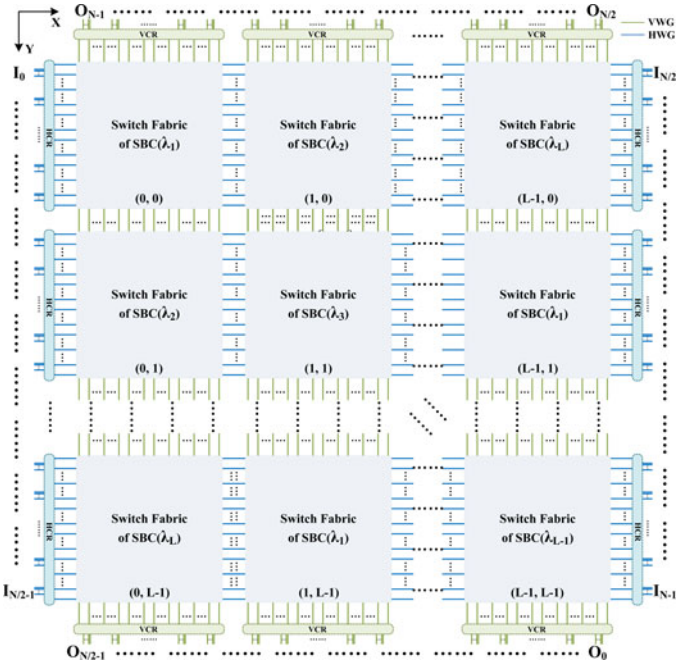 X
Y
O_{N-1}
O_{N/2}
VWG
HWG
VCR
VCR
VCR
I_0
I_{N/2}
HCR
Switch Fabric
of SBC(λ_1)
(0, 0)
Switch Fabric
of SBC(λ_2)
(1, 0)
Switch Fabric
of SBC(λ_L)
(L-1, 0)
HCR
HCR
Switch Fabric
of SBC(λ_2)
(0, 1)
Switch Fabric
of SBC(λ_3)
(1, 1)
Switch Fabric
of SBC(λ_1)
(L-1, 1)
HCR
HCR
Switch Fabric
of SBC(λ_L)
(0, L-1)
Switch Fabric
of SBC(λ_1)
(1, L-1)
Switch Fabric
of SBC(λ_{L-1})
(L-1, L-1)
HCR
I_{N/2-1}
I_{N-1}
VCR
VCR
VCR
O_{N/2-1}
O_0